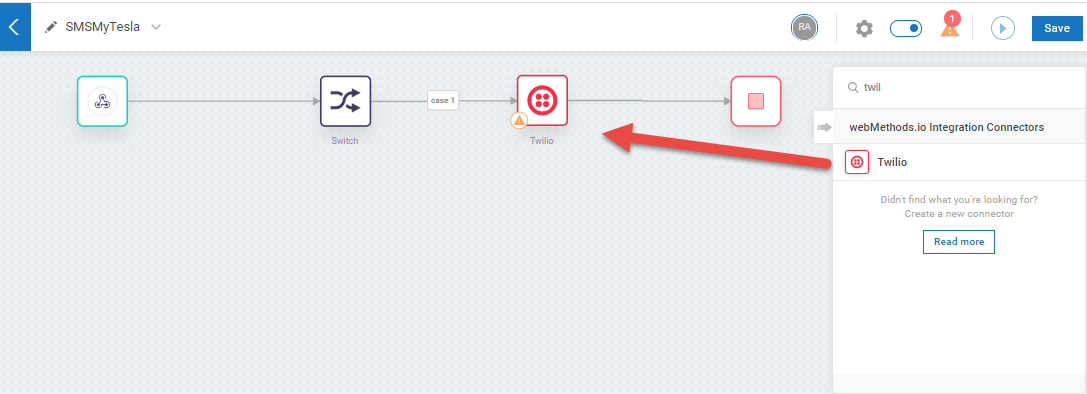 SMSMyTesla
RA
1
Save
twil
webMethods.io Integration Connectors
Twilio
Didn't find what you're looking for?
Create a new connector
Read more
case 1
Switch
Twilio